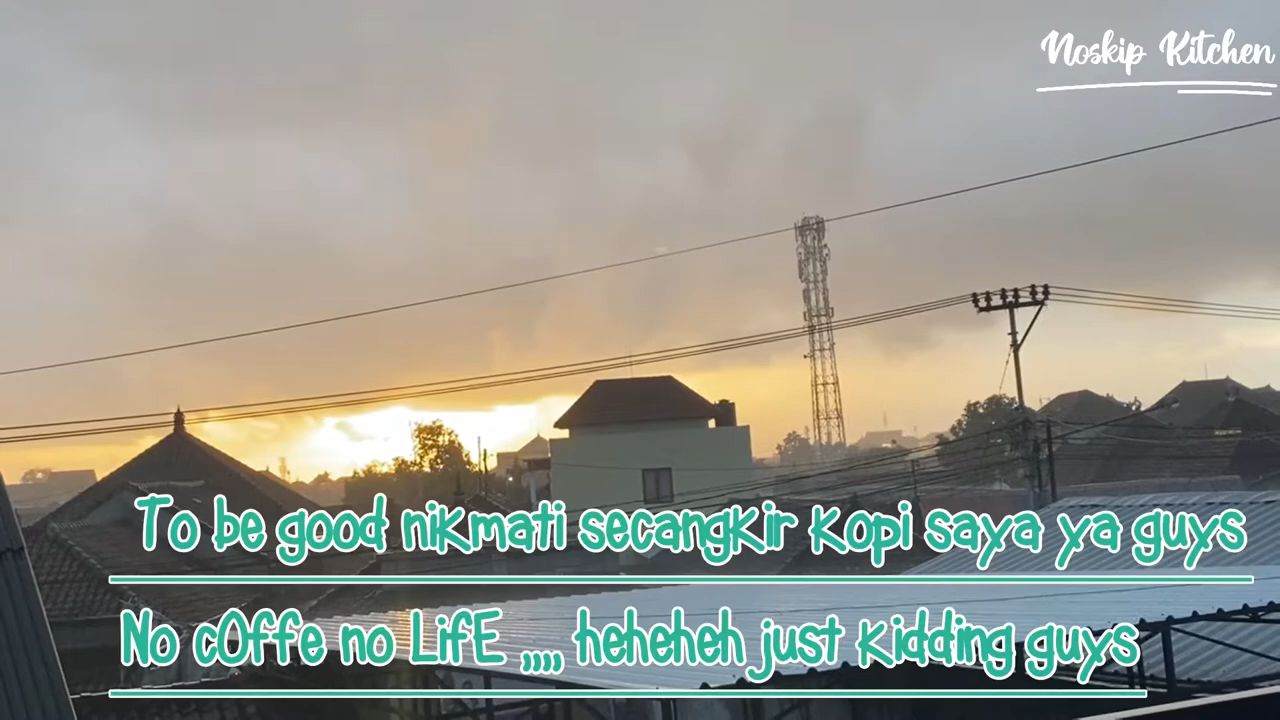 Noskip Kitchen
To be good nikmati secangkir kopi saya ya guys
No cOffe no LifE ,,,, heheheh just kidding guys